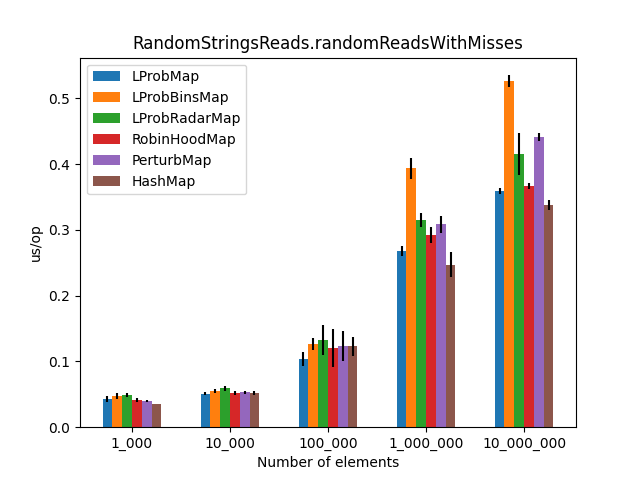 RandomStringsReads.randomReadsWithMisses
LProbMap
LProbBinsMap
LProbRadarMap
RobinHoodMap
PerturbMap
HashMap
us/op
0.5
0.4
0.3
0.2
0.1
0.0
1_000 10_000 100_000 1_000_000 10_000_000
Number of elements